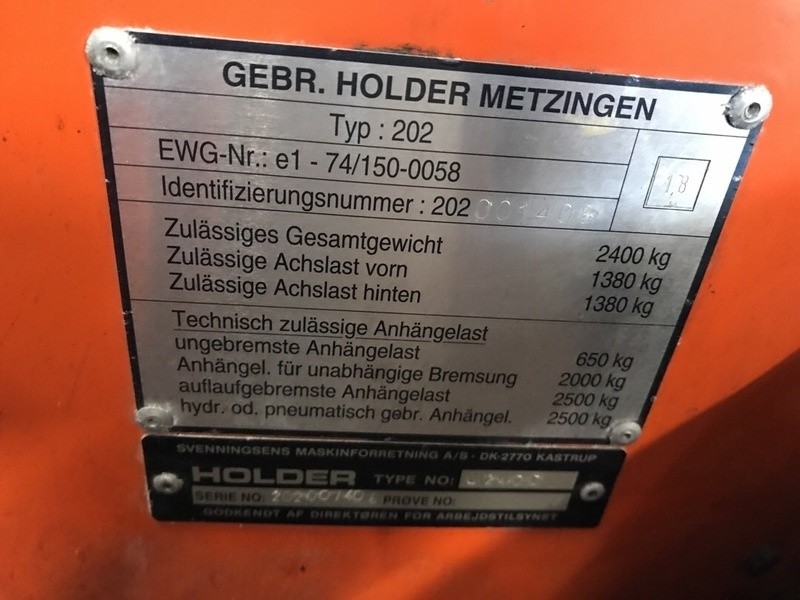 GEBR. HOLDER METZINGEN
Typ : 202
EWG-Nr.: e1 - 74/150-0058
1,8
Identifizierungsnummer : 202
Zulässiges Gesamtgewicht 2400 kg
Zulässige Achslast vorn 1380 kg
Zulässige Achslast hinten 1380 kg
Technisch zulässige Anhängelast
ungebremste Anhängelast 650 kg
Anhängel. für unabhängige Bremsung 2000 kg
auflaufgebremste Anhängelast 2500 kg
hydr. od. pneumatisch gebr. Anhängel. 2500 kg
SVENNINGSENS MASKINFORRETNING A/S - DK-2770 KASTRUP
HOLDER TYPE NO:
SERIE NO: PRØVE NO:
GODKENDT AF DIREKTØREN FOR ARBEJDSTILSYNET